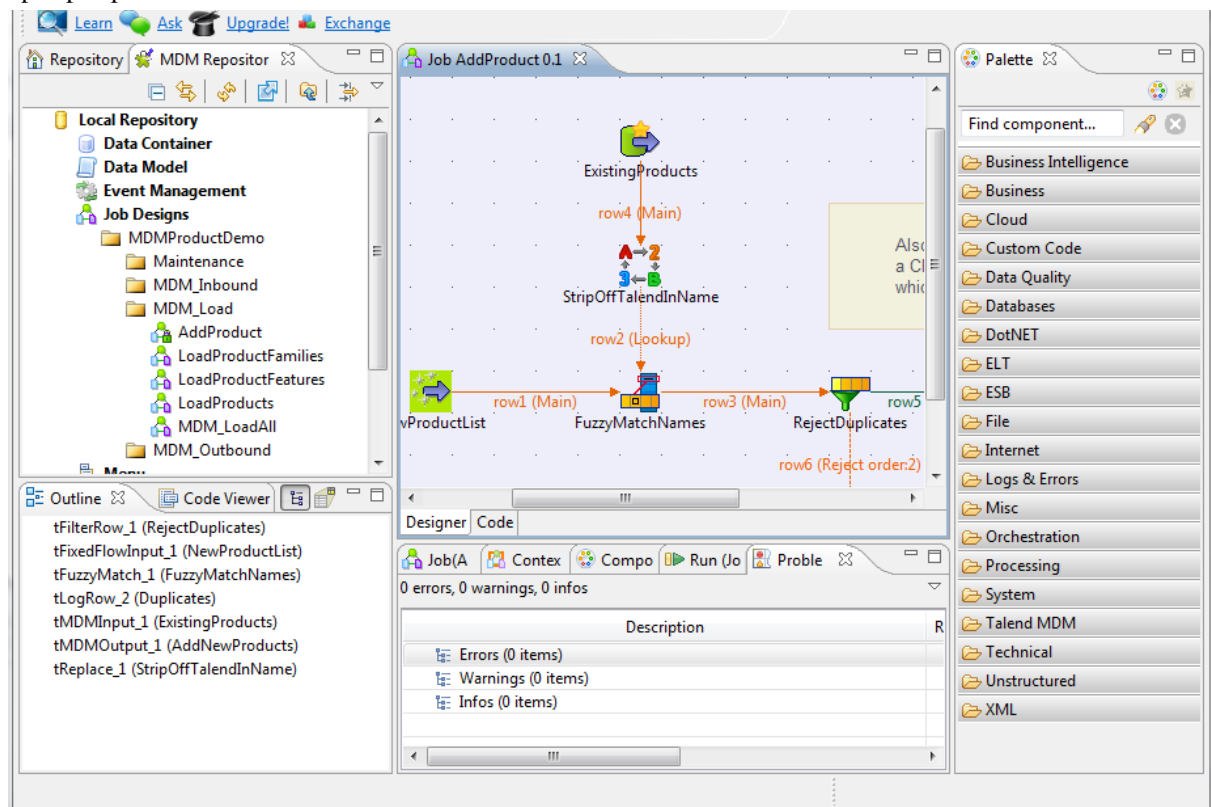 Learn Ask Upgrade! Exchange
Repository MDM Repositor
Local Repository
Data Container
Data Model
Event Management
Job Designs
MDMProductDemo
Maintenance
MDM_Inbound
MDM_Load
AddProduct
LoadProductFamilies
LoadProductFeatures
LoadProducts
MDM_LoadAll
MDM_Outbound
Outline Code Viewer
tFilterRow_1 (RejectDuplicates)
tFixedFlowInput_1 (NewProductList)
tFuzzyMatch_1 (FuzzyMatchNames)
tLogRow_2 (Duplicates)
tMDMInput_1 (ExistingProducts)
tMDMOutput_1 (AddNewProducts)
tReplace_1 (StripOffTalendInName)
Job AddProduct 0.1
ExistingProducts
row4 (Main)
Also
a Cl
whic
A 2
3 B
StripOffTalendInName
row2 (Lookup)
row1 (Main) row3 (Main) row5
vProductList FuzzyMatchNames RejectDuplicates
row6 (Reject order:2)
Designer Code
Job(A Contex Compo Run (Jo Proble
0 errors, 0 warnings, 0 infos
Description R
Errors (0 items)
Warnings (0 items)
Infos (0 items)
Palette
Find component...
Business Intelligence
Business
Cloud
Custom Code
Data Quality
Databases
DotNET
ELT
ESB
File
Internet
Logs & Errors
Misc
Orchestration
Processing
System
Talend MDM
Technical
Unstructured
XML